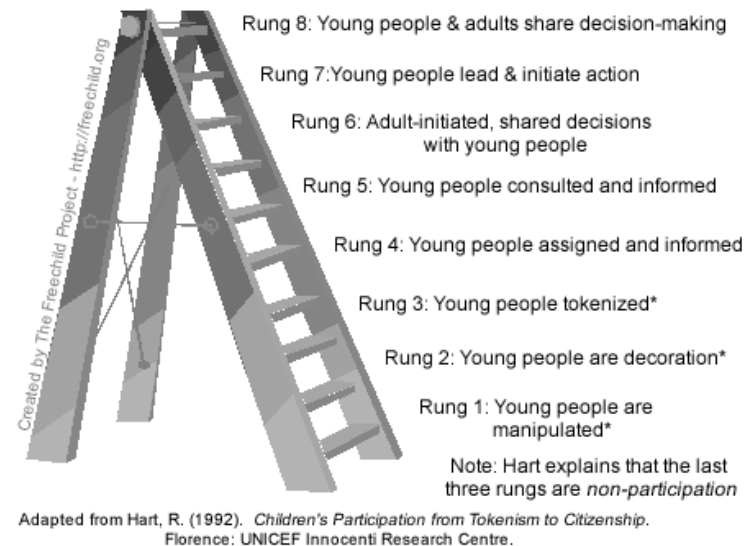 Rung 8: Young people & adults share decision-making
Rung 7:Young people lead & initiate action
Rung 6: Adult-initiated, shared decisions
with young people
Rung 5: Young people consulted and informed
Rung 4: Young people assigned and informed
Rung 3: Young people tokenized*
Rung 2: Young people are decoration*
Rung 1: Young people are
manipulated*
Note: Hart explains that the last
three rungs are non-participation
Created by The Freechild Project - http://freechild.org
Adapted from Hart, R. (1992). Children's Participation from Tokenism to Citizenship.
Florence: UNICEF Innocenti Research Centre.